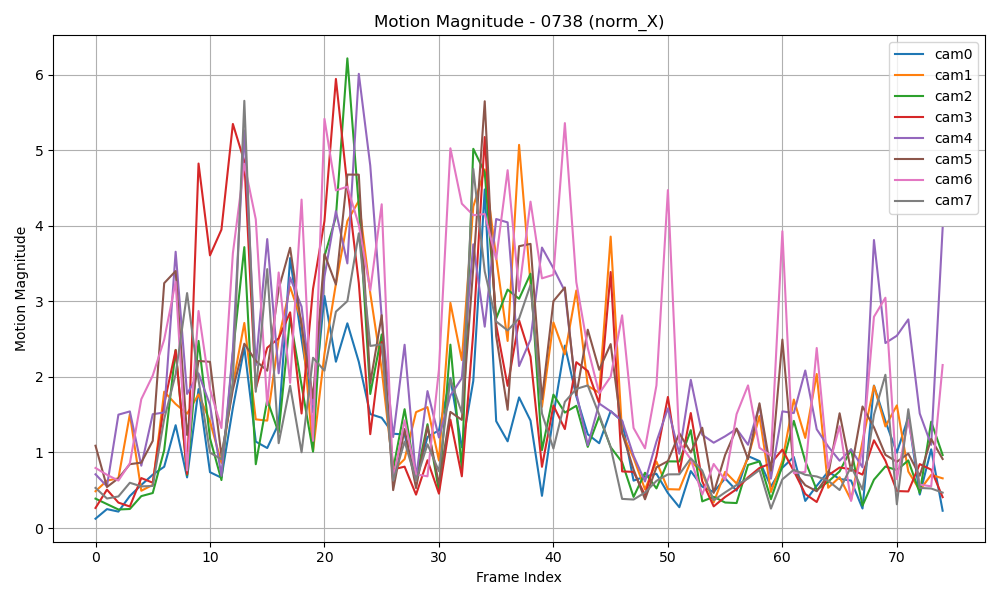 Motion Magnitude - 0738 (norm_X)
cam0
cam1
cam2
cam3
cam4
cam5
cam6
cam7
Motion Magnitude
6
5
4
3
2
1
0
0 10 20 30 40 50 60 70
Frame Index